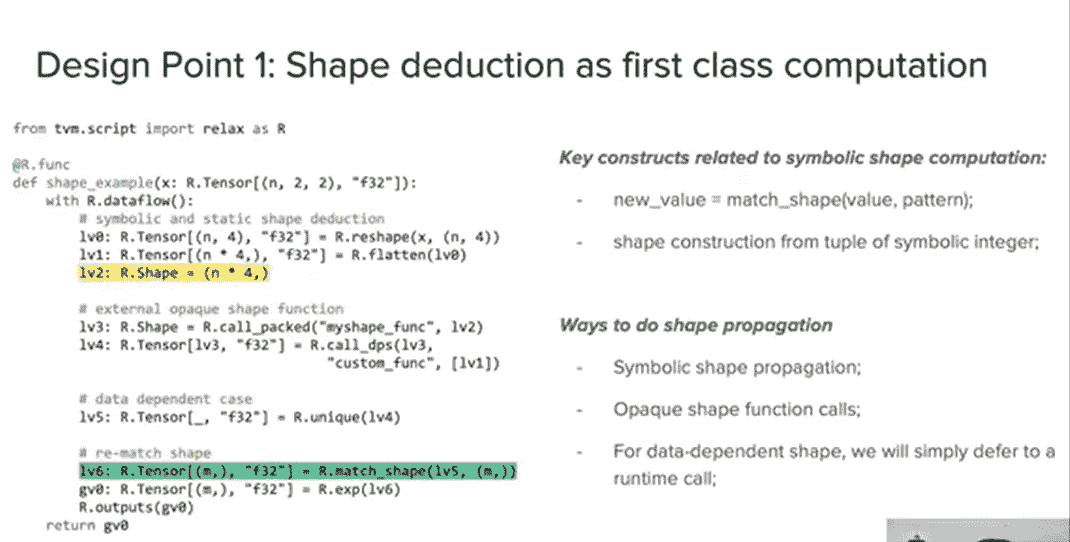 Design Point 1: Shape deduction as first class computation
from tvm.script import relax as R
@R.func
def shape_example(x: R.Tensor[(n, 2, 2), "f32"]):
with R.dataflow():
# symbolic and static shape deduction
lv0: R.Tensor[(n, 4), "f32"] = R.reshape(x, (n, 4))
lv1: R.Tensor[(n * 4,), "f32"] = R.flatten(lv0)
lv2: R.Shape = (n * 4,)
# external opaque shape function
lv3: R.Shape = R.call_packed("myshape_func", lv2)
lv4: R.Tensor[lv3, "f32"] = R.call_dps(lv3,
"custom_func", [lv1])
# data dependent case
lv5: R.Tensor[_, "f32"] = R.unique(lv4)
# re-match shape
lv6: R.Tensor[(m,), "f32"] = R.match_shape(lv5, (m,))
gv0: R.Tensor[(m,), "f32"] = R.exp(lv6)
R.outputs(gv0)
return gv0
Key constructs related to symbolic shape computation:
- new_value = match_shape(value, pattern);
- shape construction from tuple of symbolic integer;
Ways to do shape propagation
- Symbolic shape propagation;
- Opaque shape function calls;
- For data-dependent shape, we will simply defer to a
runtime call;